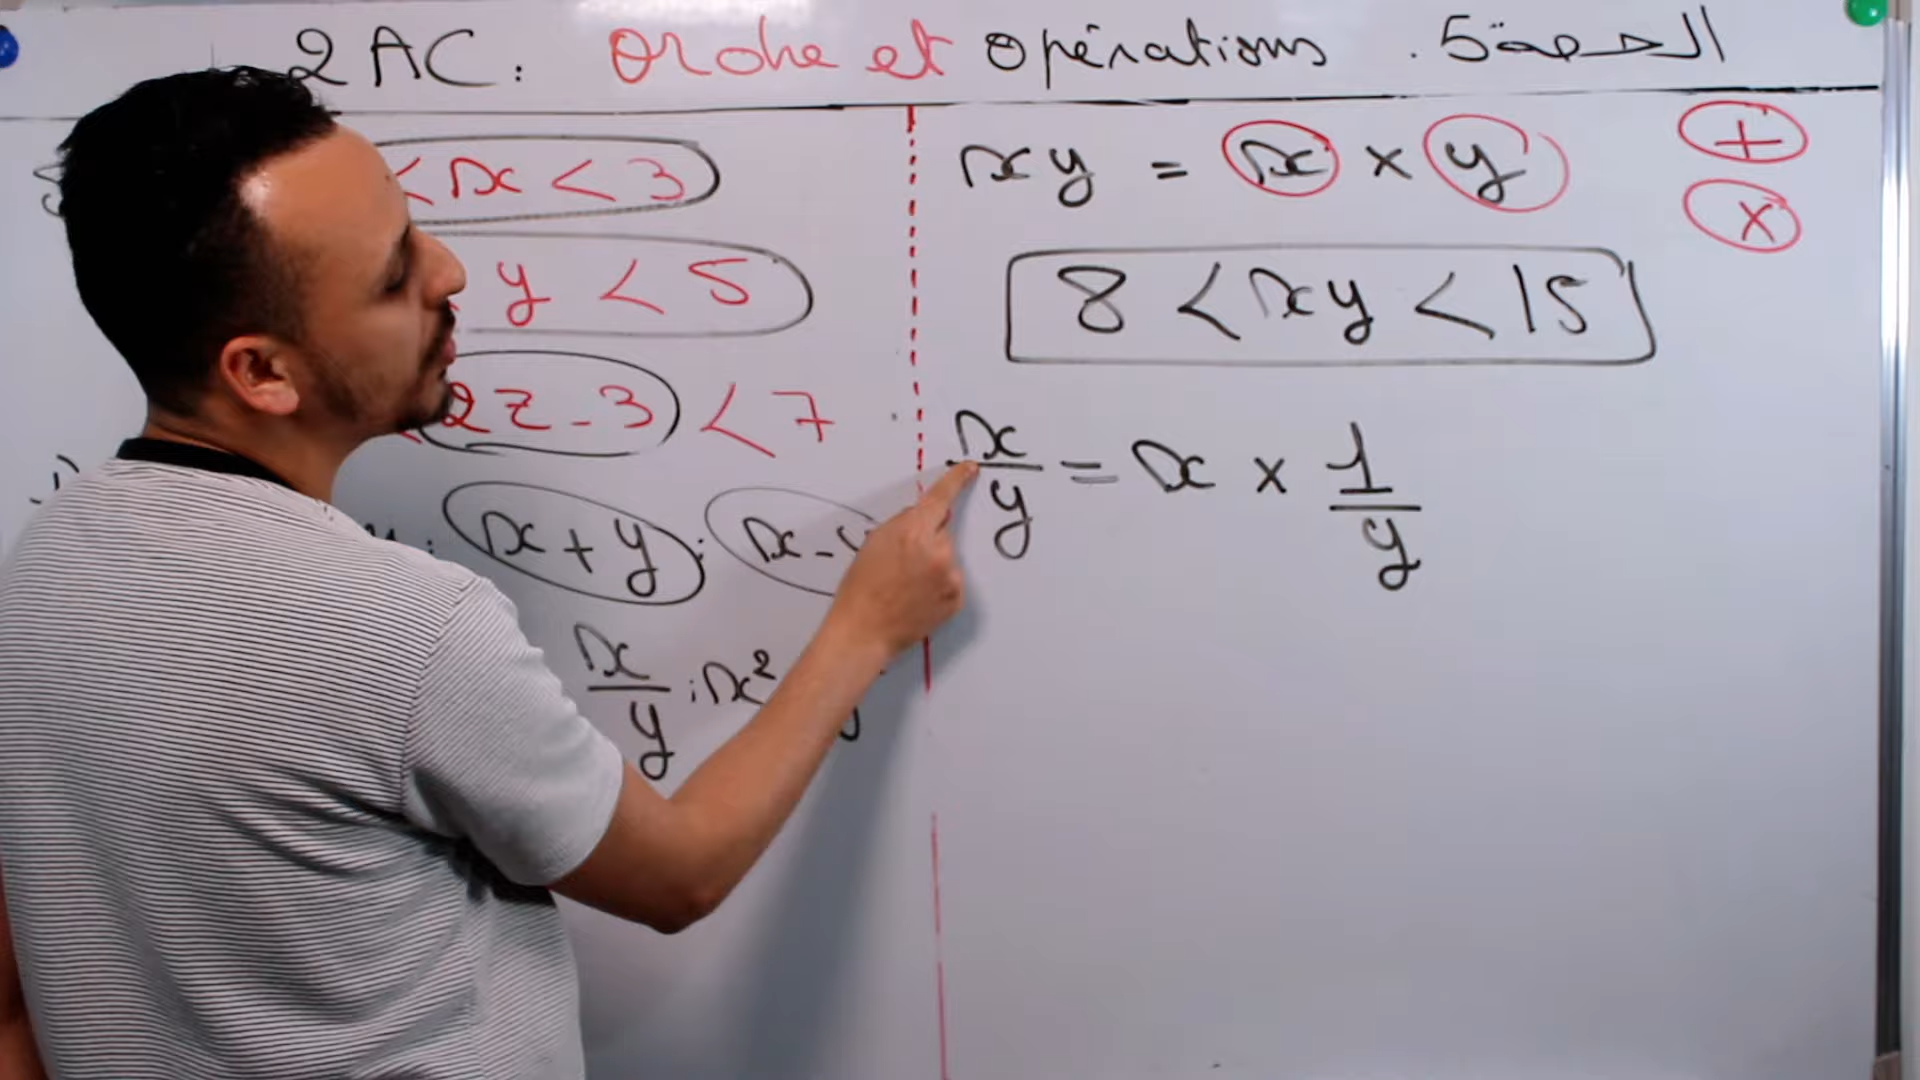 2AC: Ordre et Opérations. الحصة 5
< x < 3
y < 5
2z - 3 < 7
x + y ; x - y
x/y ; x²
xy = x × y
+
×
8 < xy < 15
x/y = x × 1/y